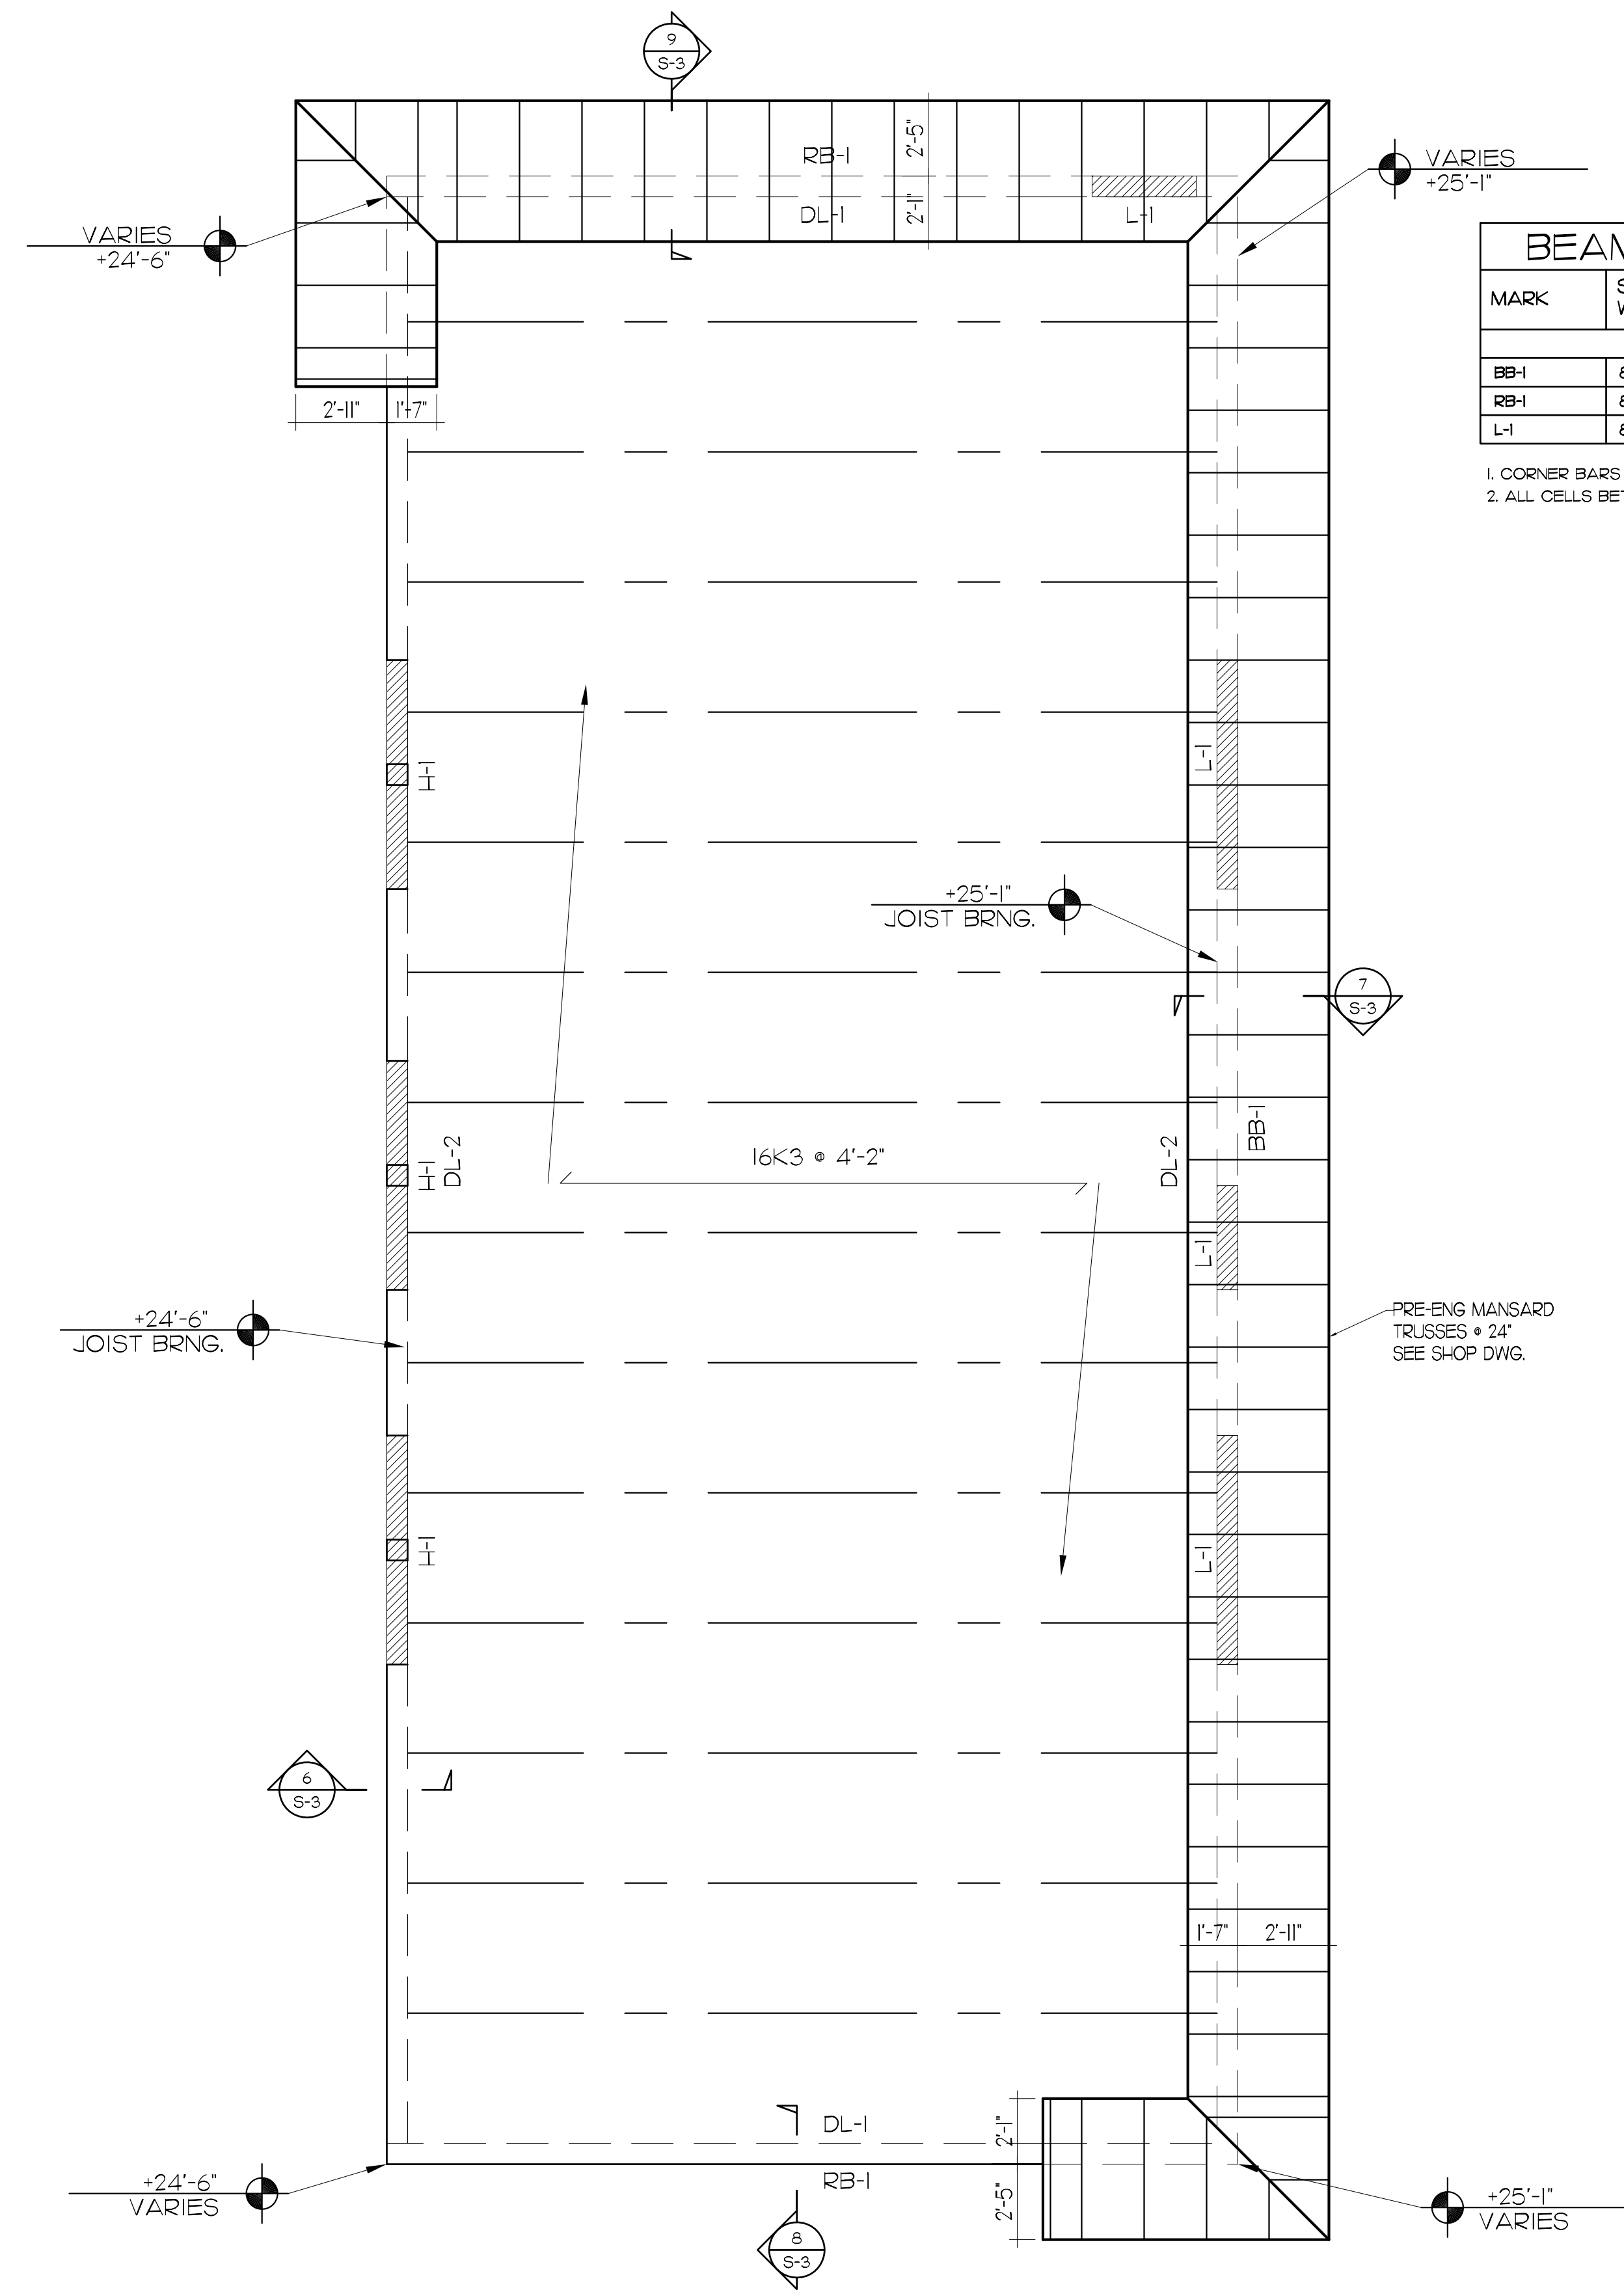 9
S-3
VARIES
+25'-1"
2'-5"
RB-1
2'-1"
DL-1
L-1
VARIES
+24'-6"
MARK
BB-1
RB-1
L-1
2'-11"
1'-7"
1. CORNER BARS
2. ALL CELLS
H-1
L-1
+25'-1"
JOIST BRNG.
7
S-3
BB-1
H-1
DL-2
16K3 @ 4'-2"
DL-2
L-1
+24'-6"
JOIST BRNG.
PRE-ENG MANSARD
TRUSSES @ 24"
SEE SHOP DWG.
H-1
L-1
6
S-3
1'-7"
2'-11"
2'-1"
DL-1
RB-1
2'-5"
+24'-6"
VARIES
8
S-3
+25'-1"
VARIES